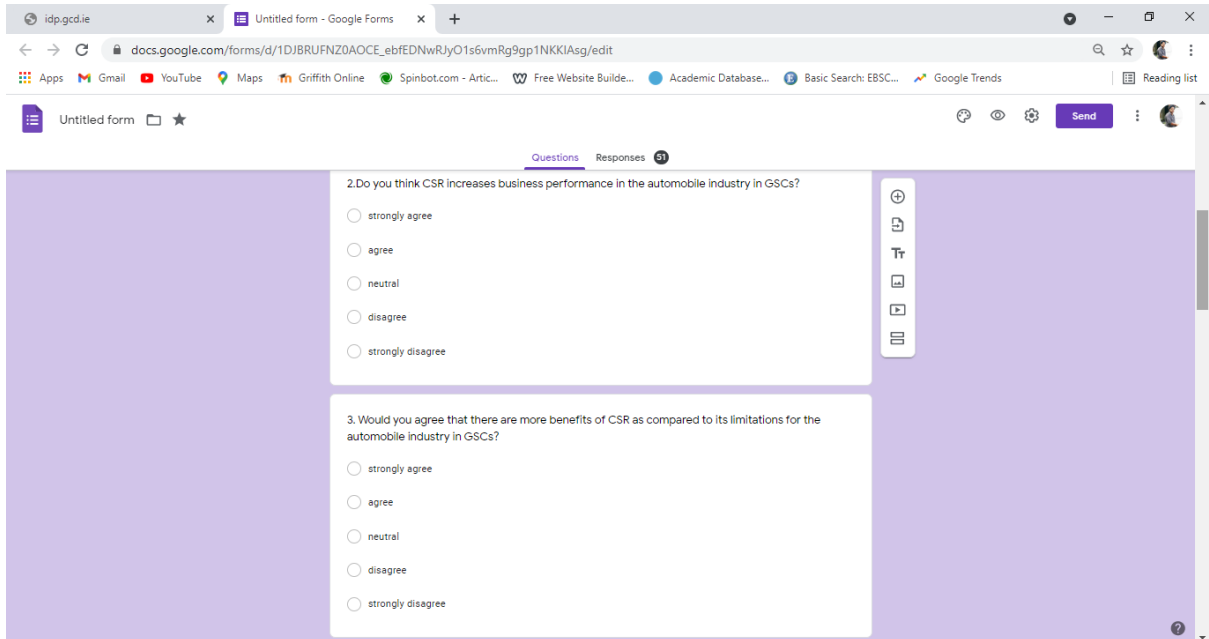 idp.gcd.ie
Untitled form - Google Forms
docs.google.com/forms/d/1DJBRUFNZ0AOCE_ebfEDNwRJyO1s6vmRg9gp1NKKIAsg/edit
Apps Gmail YouTube Maps Griffith Online Spinbot.com - Artic... Free Website Builde... Academic Database... Basic Search: EBSC... Google Trends Reading list
Untitled form
Send
Questions Responses 51
2.Do you think CSR increases business performance in the automobile industry in GSCs?
strongly agree
agree
neutral
disagree
strongly disagree
3. Would you agree that there are more benefits of CSR as compared to its limitations for the
automobile industry in GSCs?
strongly agree
agree
neutral
disagree
strongly disagree